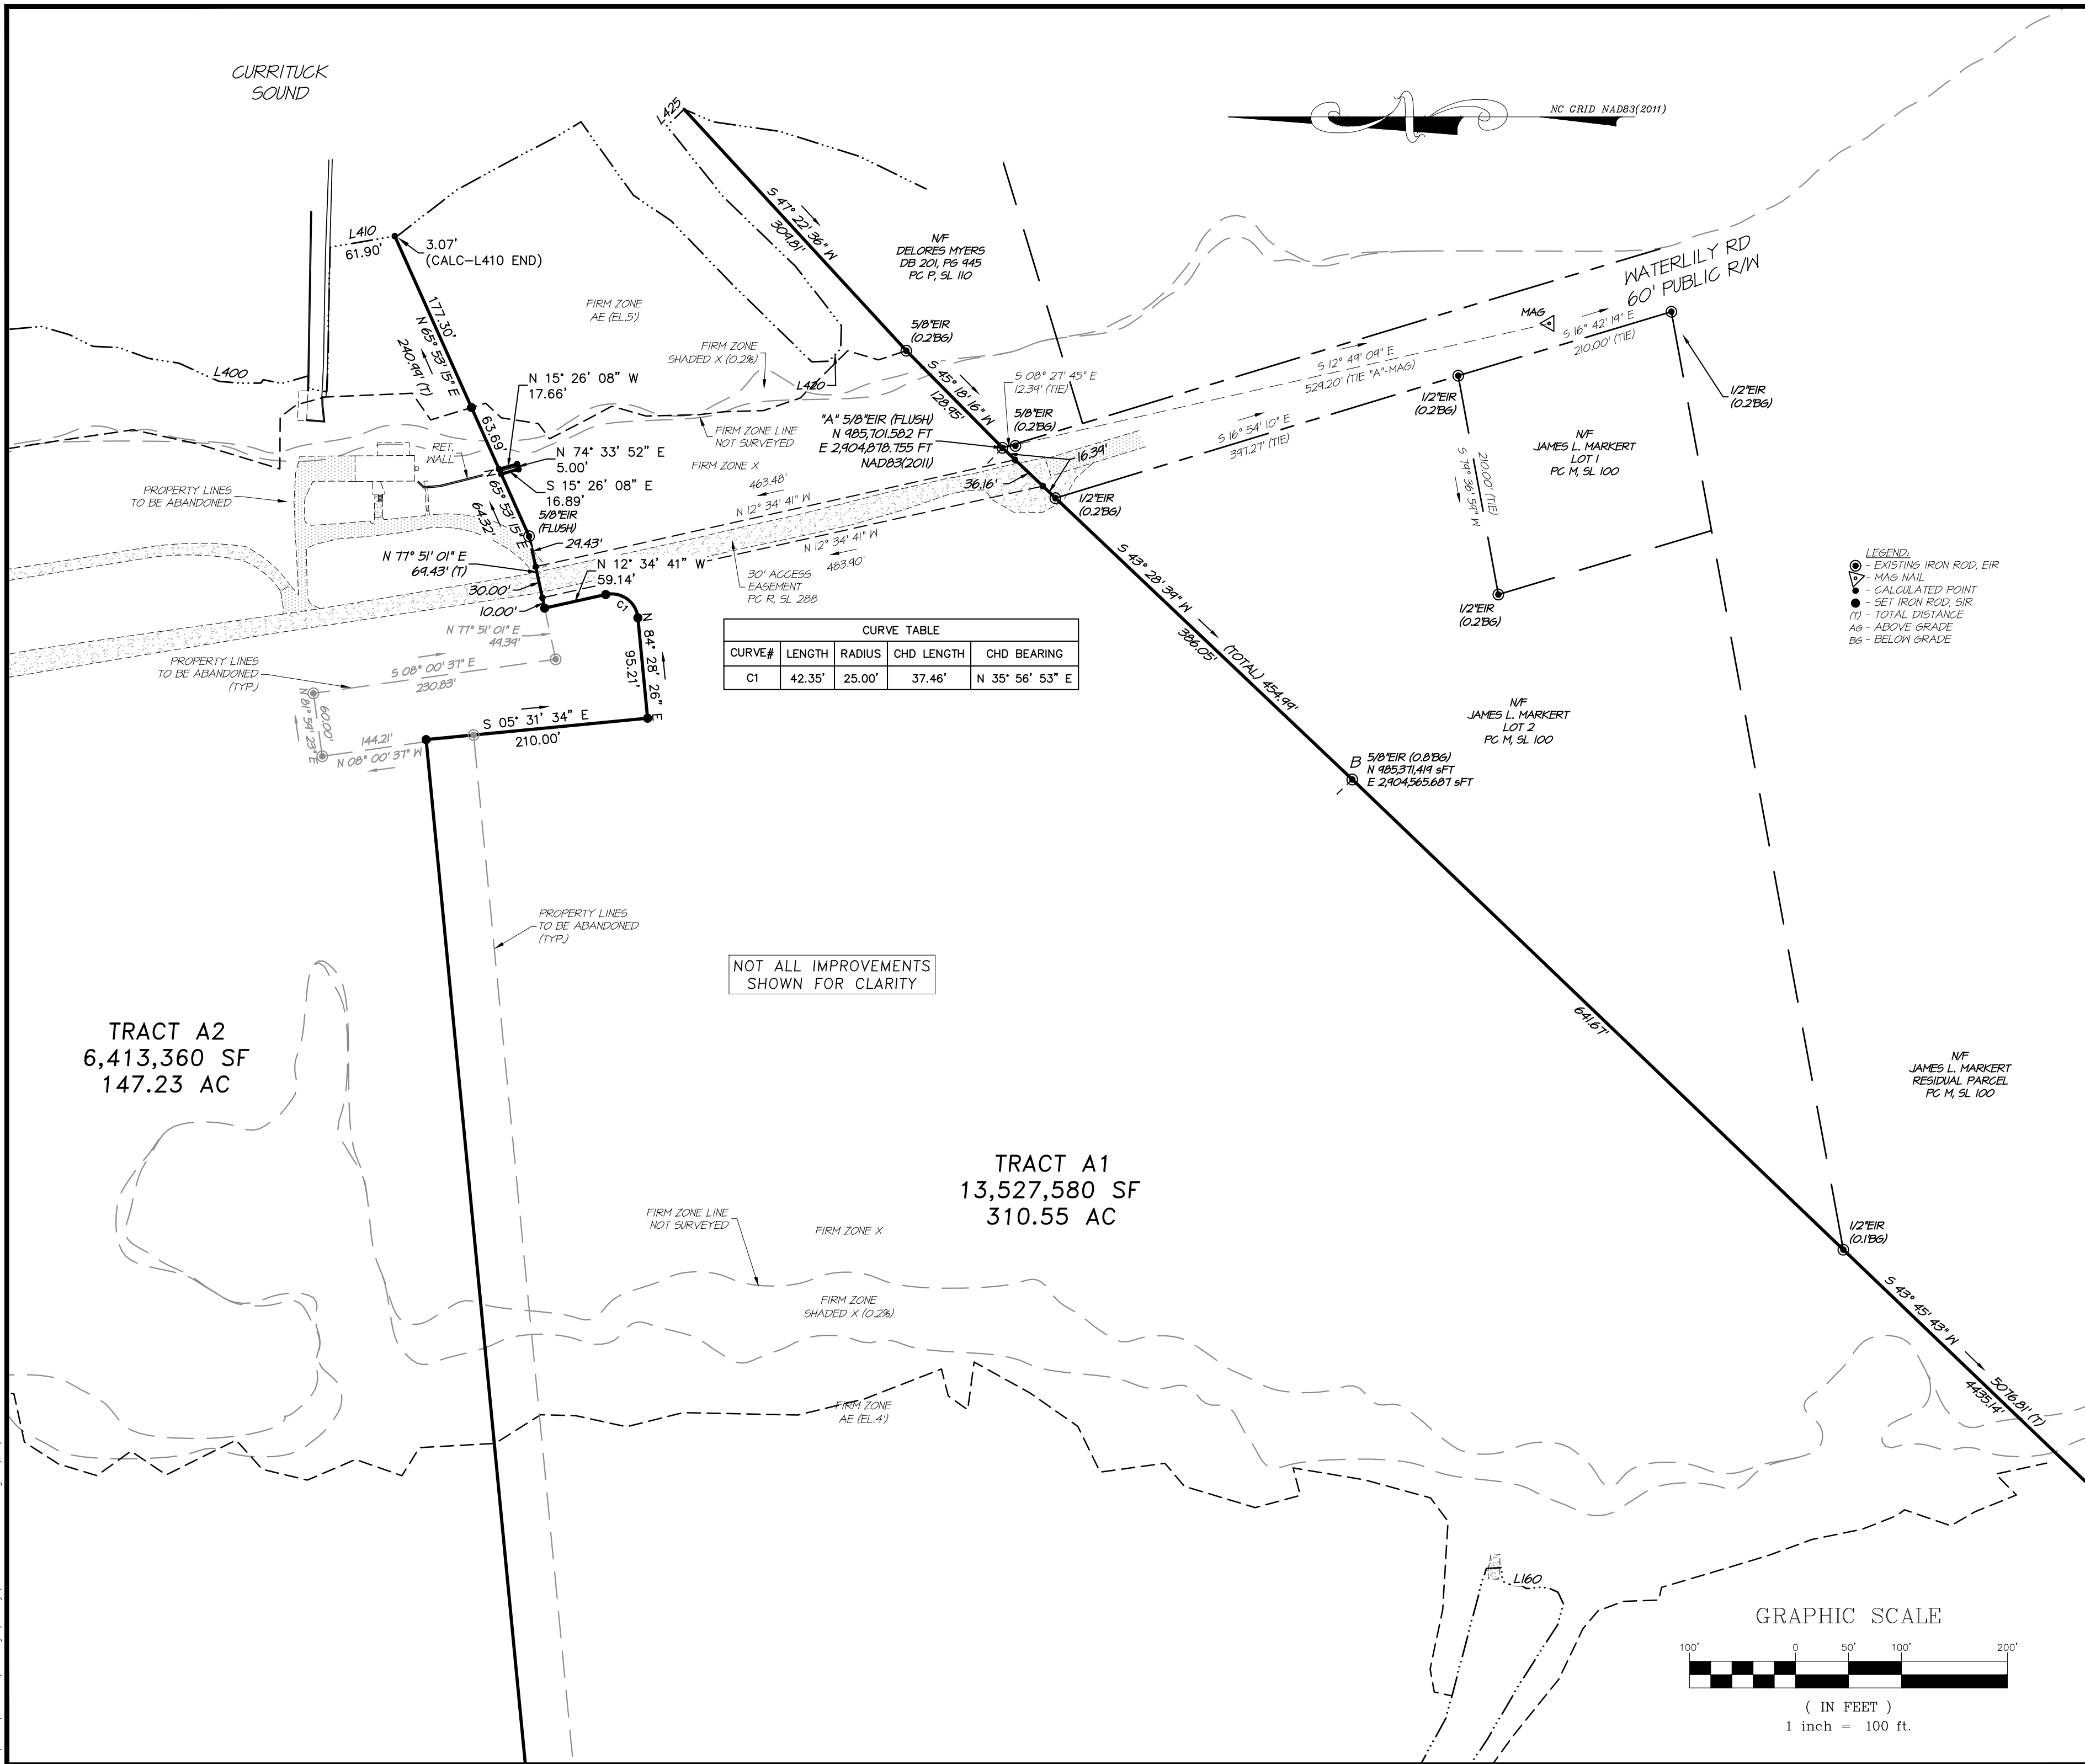 CURRITUCK
SOUND
NC GRID NAD83(2011)
L425
S 47° 22' 36" W
309.81'
N/F
DELORES MYERS
DB 201, PG 945
PC P, SL 110
WATERLILY RD
60' PUBLIC R/W
L410
61.90'
3.07'
(CALC-L410 END)
177.30'
N 65° 53' 15" E
240.99' (T)
FIRM ZONE
AE (EL.5')
FIRM ZONE
SHADED X (0.2%)
L400
L420
5/8"EIR
(0.2'BG)
S 45° 18' 16" W
128.95'
S 08° 27' 45" E
12.39' (TIE)
5/8"EIR
(0.2'BG)
MAG
S 12° 49' 09" E
529.20' (TIE "A"-MAG)
S 16° 42' 19" E
210.00' (TIE)
1/2"EIR
(0.2'BG)
1/2"EIR
(0.2'BG)
N 15° 26' 08" W
17.66'
"A" 5/8"EIR (FLUSH)
N 985,701.582 FT
E 2,904,878.755 FT
NAD83(2011)
S 16° 54' 10" E
397.27' (TIE)
16.39'
36.16'
1/2"EIR
(0.2'BG)
63.69'
RET.
WALL
N 74° 33' 52" E
5.00'
S 15° 26' 08" E
16.89'
FIRM ZONE LINE
NOT SURVEYED
FIRM ZONE X
463.48'
N 12° 34' 41" W
N 12° 34' 41" W
483.90'
N/F
JAMES L. MARKERT
LOT 1
PC M, SL 100
210.00' (TIE)
S 79° 36' 59" W
PROPERTY LINES
TO BE ABANDONED
N 65° 53' 15" E
64.32'
5/8"EIR
(FLUSH)
29.43'
N 77° 51' 01" E
69.43' (T)
30.00'
10.00'
N 12° 34' 41" W
59.14'
C1
30' ACCESS
EASEMENT
PC R, SL 288
1/2"EIR
(0.2'BG)
LEGEND:
- EXISTING IRON ROD, EIR
- MAG NAIL
- CALCULATED POINT
- SET IRON ROD, SIR
(T) - TOTAL DISTANCE
AG - ABOVE GRADE
BG - BELOW GRADE
N 77° 51' 01" E
49.39'
N 84° 28' 26" E
95.21'
CURVE TABLE
CURVE# LENGTH RADIUS CHD LENGTH CHD BEARING
C1 42.35' 25.00' 37.46' N 35° 56' 53" E
S 43° 28' 39" W
386.05'
(TOTAL) 454.99'
PROPERTY LINES
TO BE ABANDONED
(TYP.)
S 08° 00' 37" E
230.83'
60.00'
N 81° 59' 23" E
144.21'
N 08° 00' 37" W
S 05° 31' 34" E
210.00'
N/F
JAMES L. MARKERT
LOT 2
PC M, SL 100
B
5/8"EIR (0.8'BG)
N 985,371,419 sFT
E 2,904,565.687 sFT
PROPERTY LINES
TO BE ABANDONED
(TYP.)
NOT ALL IMPROVEMENTS
SHOWN FOR CLARITY
641.67'
TRACT A2
6,413,360 SF
147.23 AC
N/F
JAMES L. MARKERT
RESIDUAL PARCEL
PC M, SL 100
TRACT A1
13,527,580 SF
310.55 AC
FIRM ZONE LINE
NOT SURVEYED
FIRM ZONE X
1/2"EIR
(0.1'BG)
FIRM ZONE
SHADED X (0.2%)
S 43° 45' 43" W
5076.81' (T)
4435.14'
FIRM ZONE
AE (EL.4')
L160
GRAPHIC SCALE
100' 0 50' 100' 200'
( IN FEET )
1 inch = 100 ft.